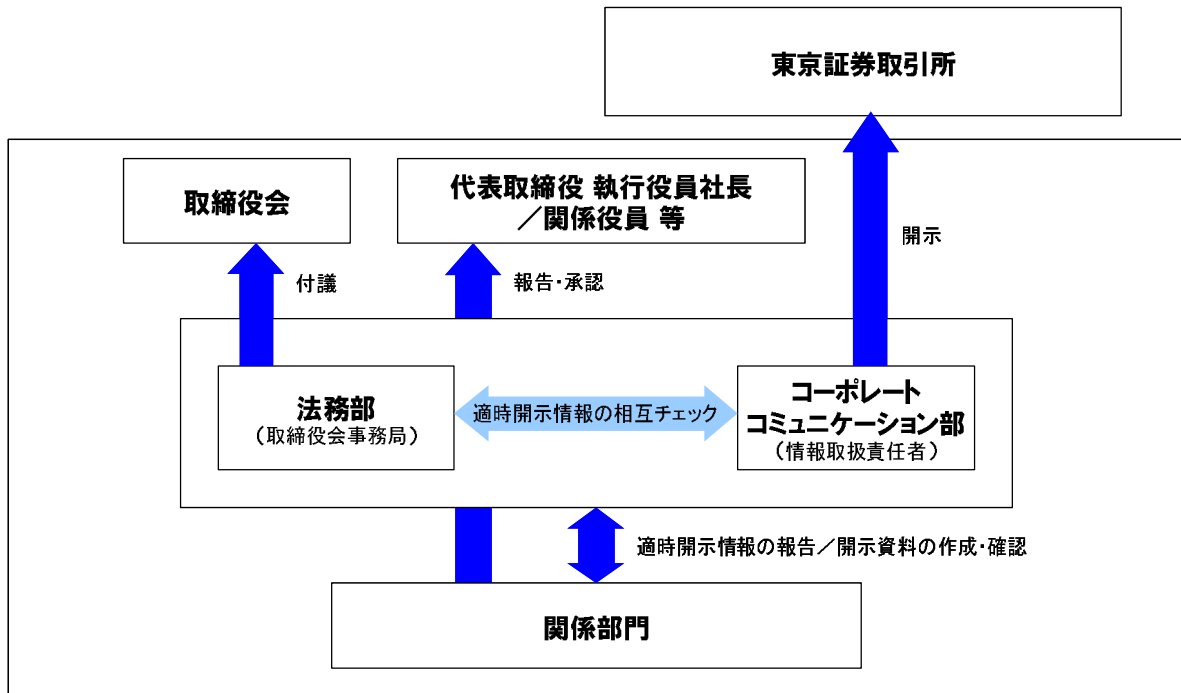 東京証券取引所
取締役会
代表取締役 執行役員社長
／関係役員 等
開示
付議
報告・承認
法務部
（取締役会事務局）
適時開示情報の相互チェック
コーポレート
コミュニケーション部
（情報取扱責任者）
適時開示情報の報告／開示資料の作成・確認
関係部門